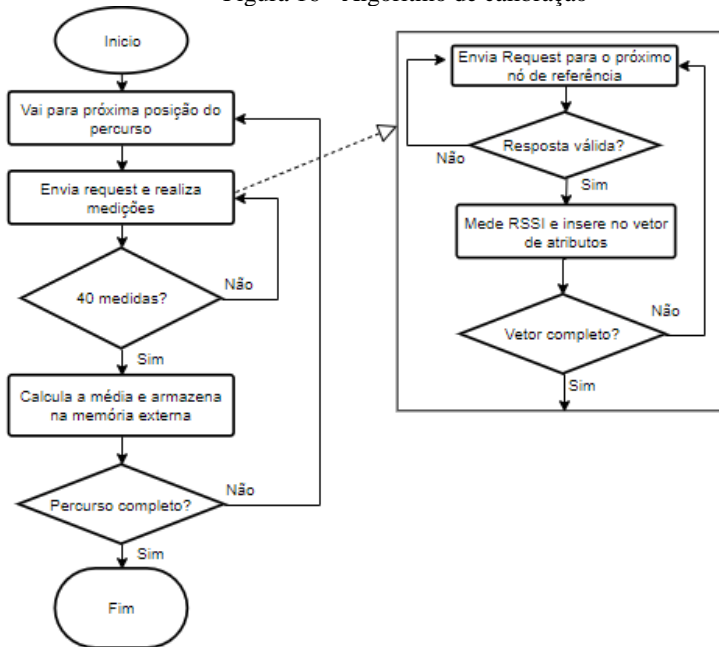 Inicio
Vai para próxima posição do
percurso
Envia request e realiza
medições
40 medidas?
Não
Sim
Calcula a média e armazena
na memória externa
Percurso completo?
Não
Sim
Fim
Envia Request para o próximo
nó de referência
Resposta válida?
Não
Sim
Mede RSSI e insere no vetor
de atributos
Vetor completo?
Não
Sim